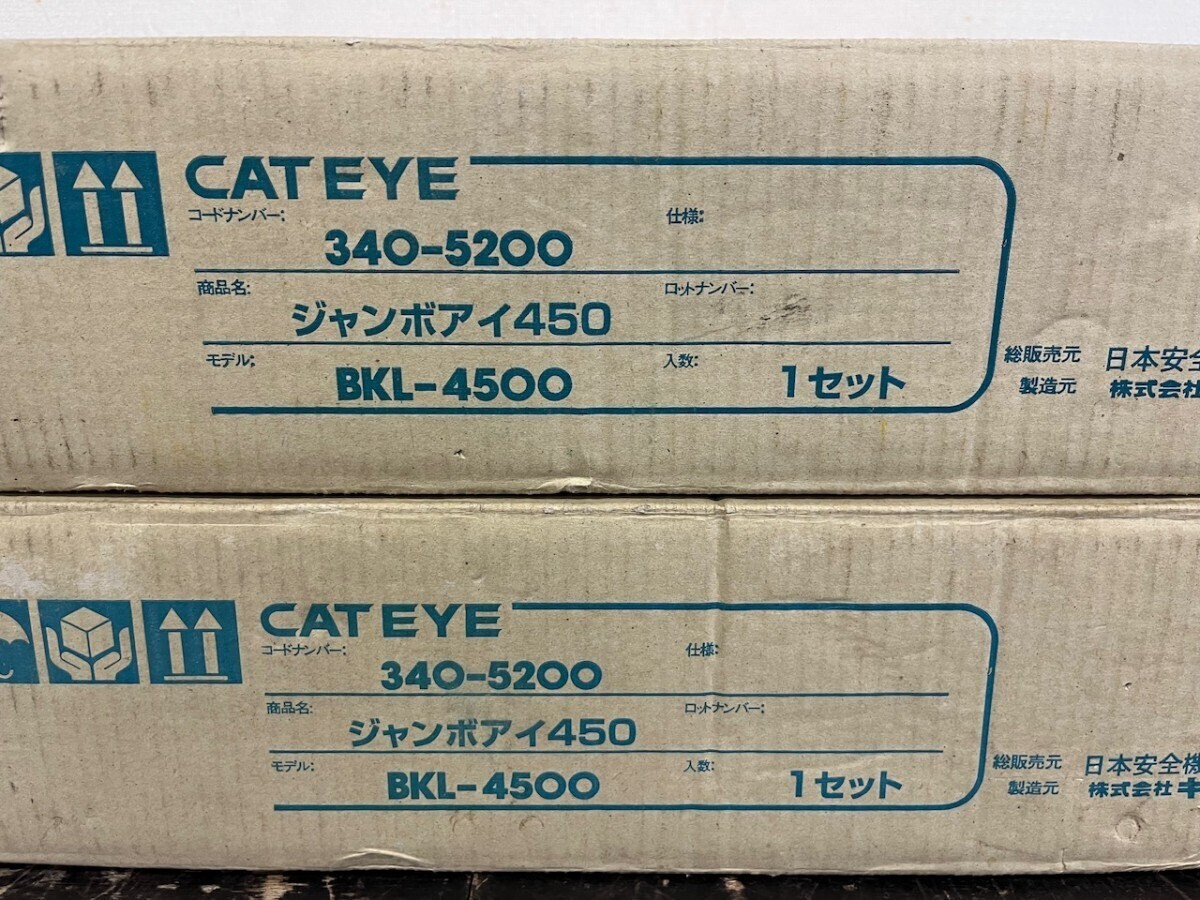 CATEYE
コードナンバー: 仕様:
340-5200
商品名: ロットナンバー:
ジャンボアイ450
モデル: 入数:
BKL-4500 1セット
総販売元 日本安全
製造元 株式会社
CATEYE
コードナンバー: 仕様:
340-5200
商品名: ロットナンバー:
ジャンボアイ450
モデル: 入数:
BKL-4500 1セット
総販売元 日本安全機
製造元 株式会社キ